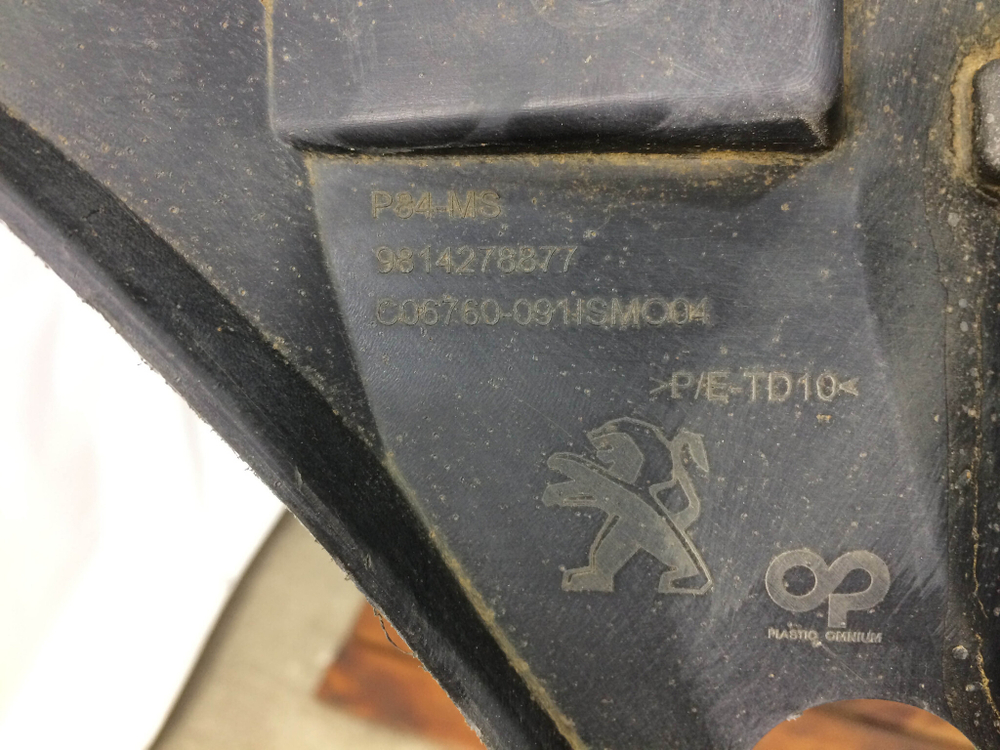 P84-MS
9814278877
C06760-091ISMO04
>P/E-TD10<
PLASTIC OMNIUM